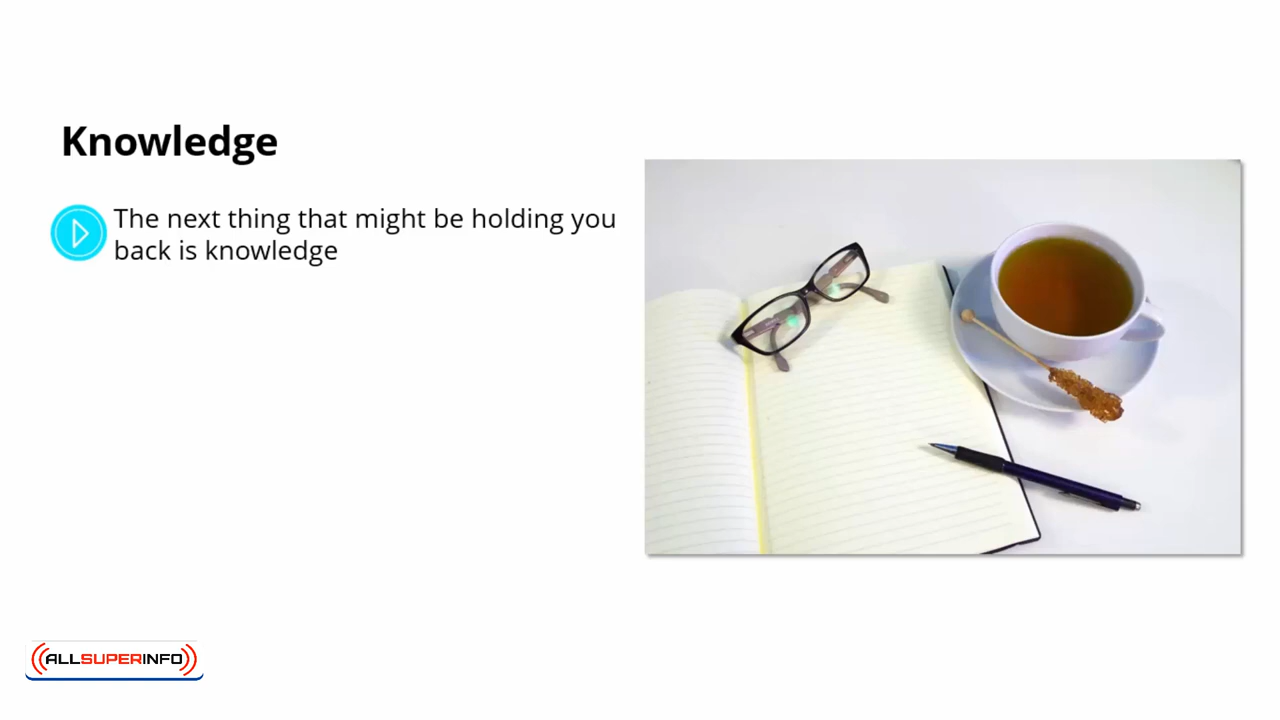 Knowledge
The next thing that might be holding you
back is knowledge
ALLSUPERINFO